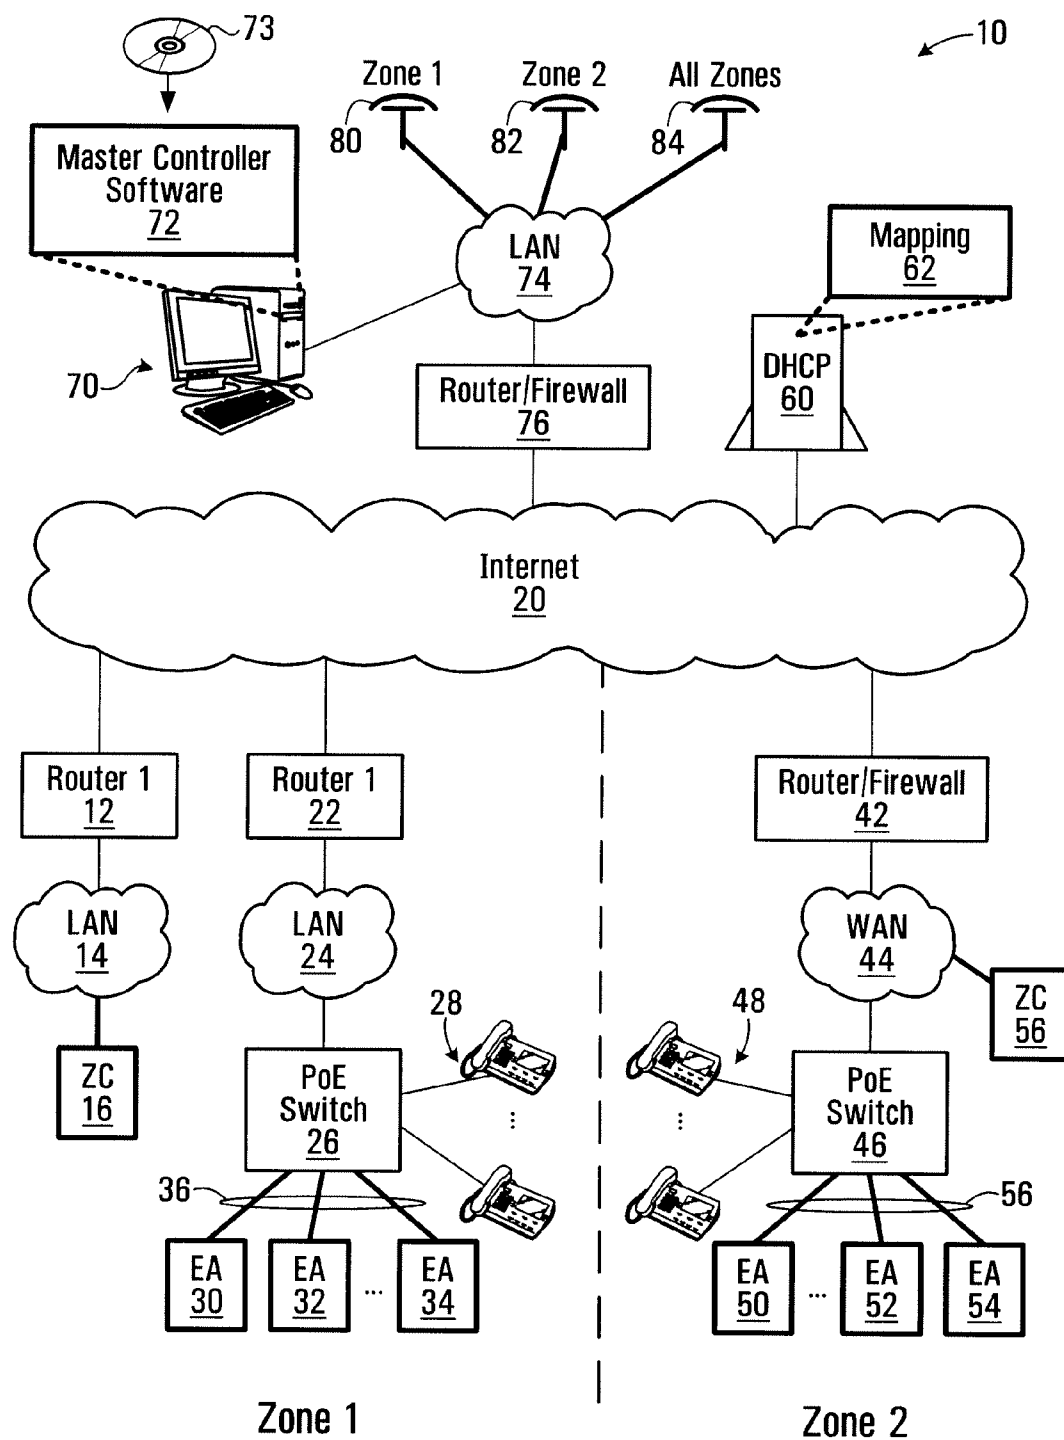 73
10
Zone 1
Zone 2
All Zones
80
82
84
Master Controller
Software
72
LAN
74
Mapping
62
70
Router/Firewall
76
DHCP
60
Internet
20
Router 1
12
Router 1
22
Router/Firewall
42
LAN
14
LAN
24
WAN
44
ZC
56
28
48
ZC
16
PoE
Switch
26
...
...
PoE
Switch
46
36
56
EA
30
EA
32
...
EA
34
EA
50
...
EA
52
EA
54
Zone 1
Zone 2